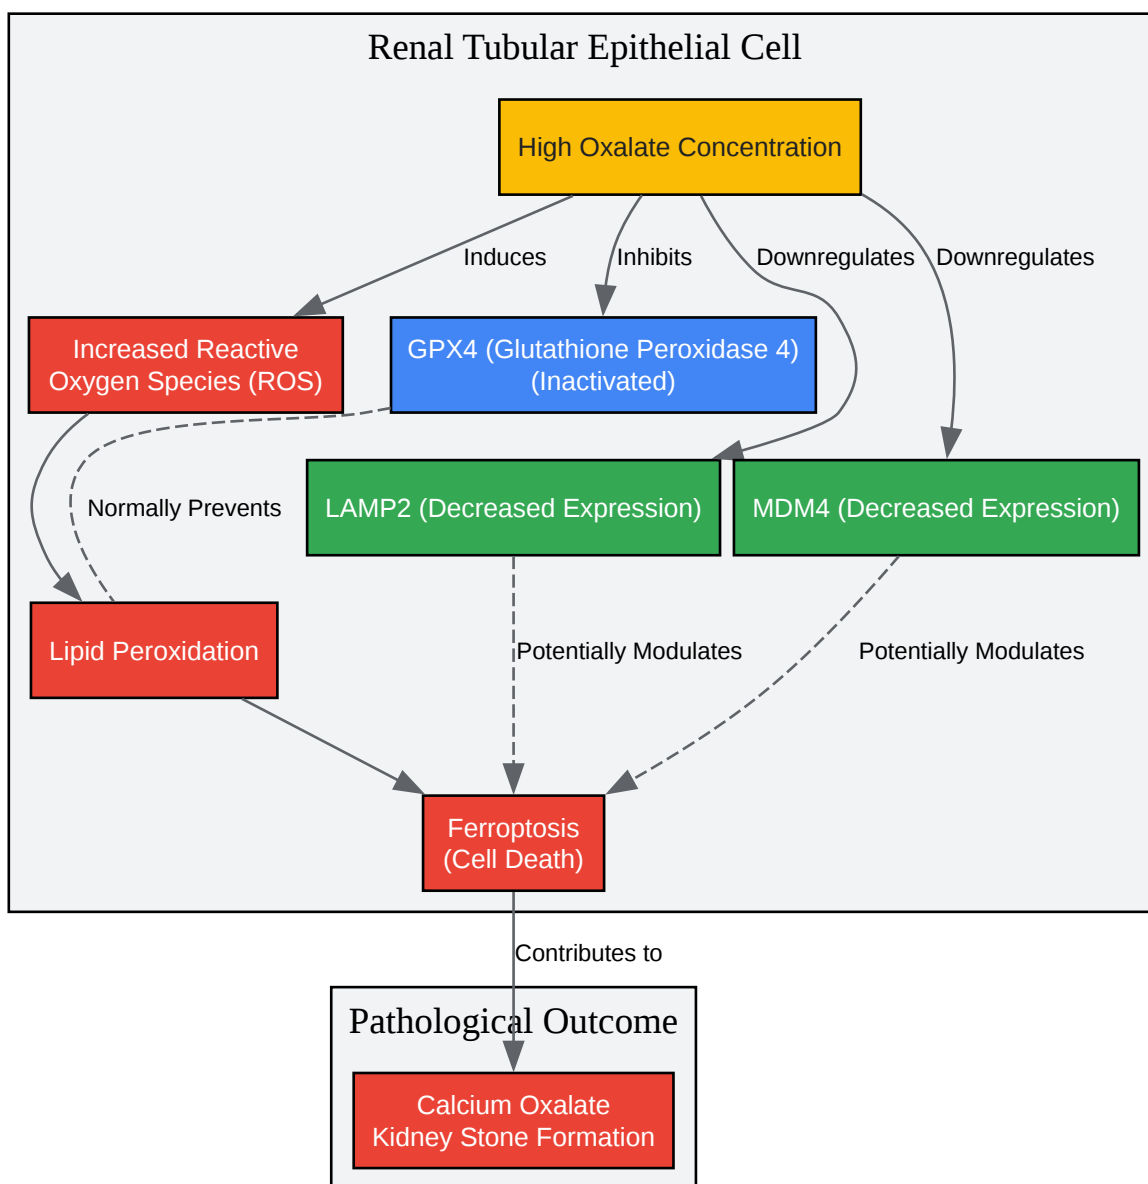 Renal Tubular Epithelial Cell
High Oxalate Concentration
Induces
Inhibits
Downregulates
Downregulates
Increased Reactive
Oxygen Species (ROS)
GPX4 (Glutathione Peroxidase 4)
(Inactivated)
Normally Prevents
LAMP2 (Decreased Expression)
MDM4 (Decreased Expression)
Lipid Peroxidation
Potentially Modulates
Potentially Modulates
Ferroptosis
(Cell Death)
Contributes to
Pathological Outcome
Calcium Oxalate
Kidney Stone Formation